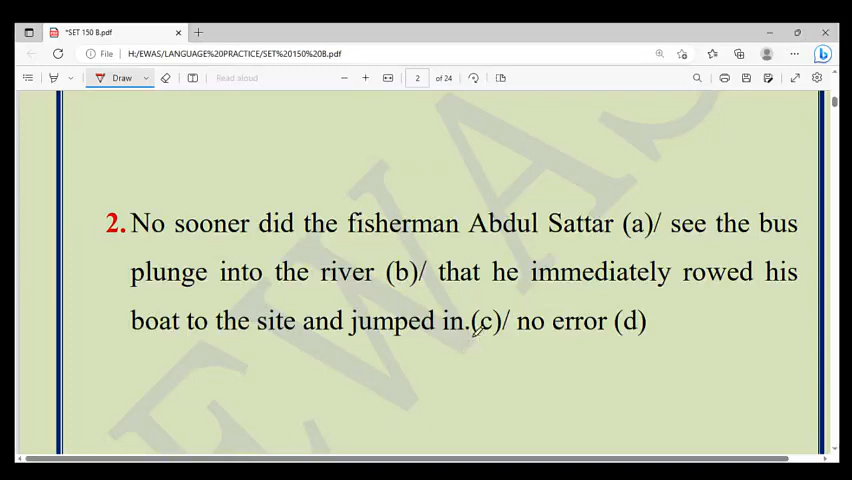 *SET 150 B.pdf
File H:/EWAS/LANGUAGE%20PRACTICE/SET%20150%20B.pdf
Draw Read aloud 2 of 24
EWAS
2. No sooner did the fisherman Abdul Sattar (a)/ see the bus
plunge into the river (b)/ that he immediately rowed his
boat to the site and jumped in.(c)/ no error (d)